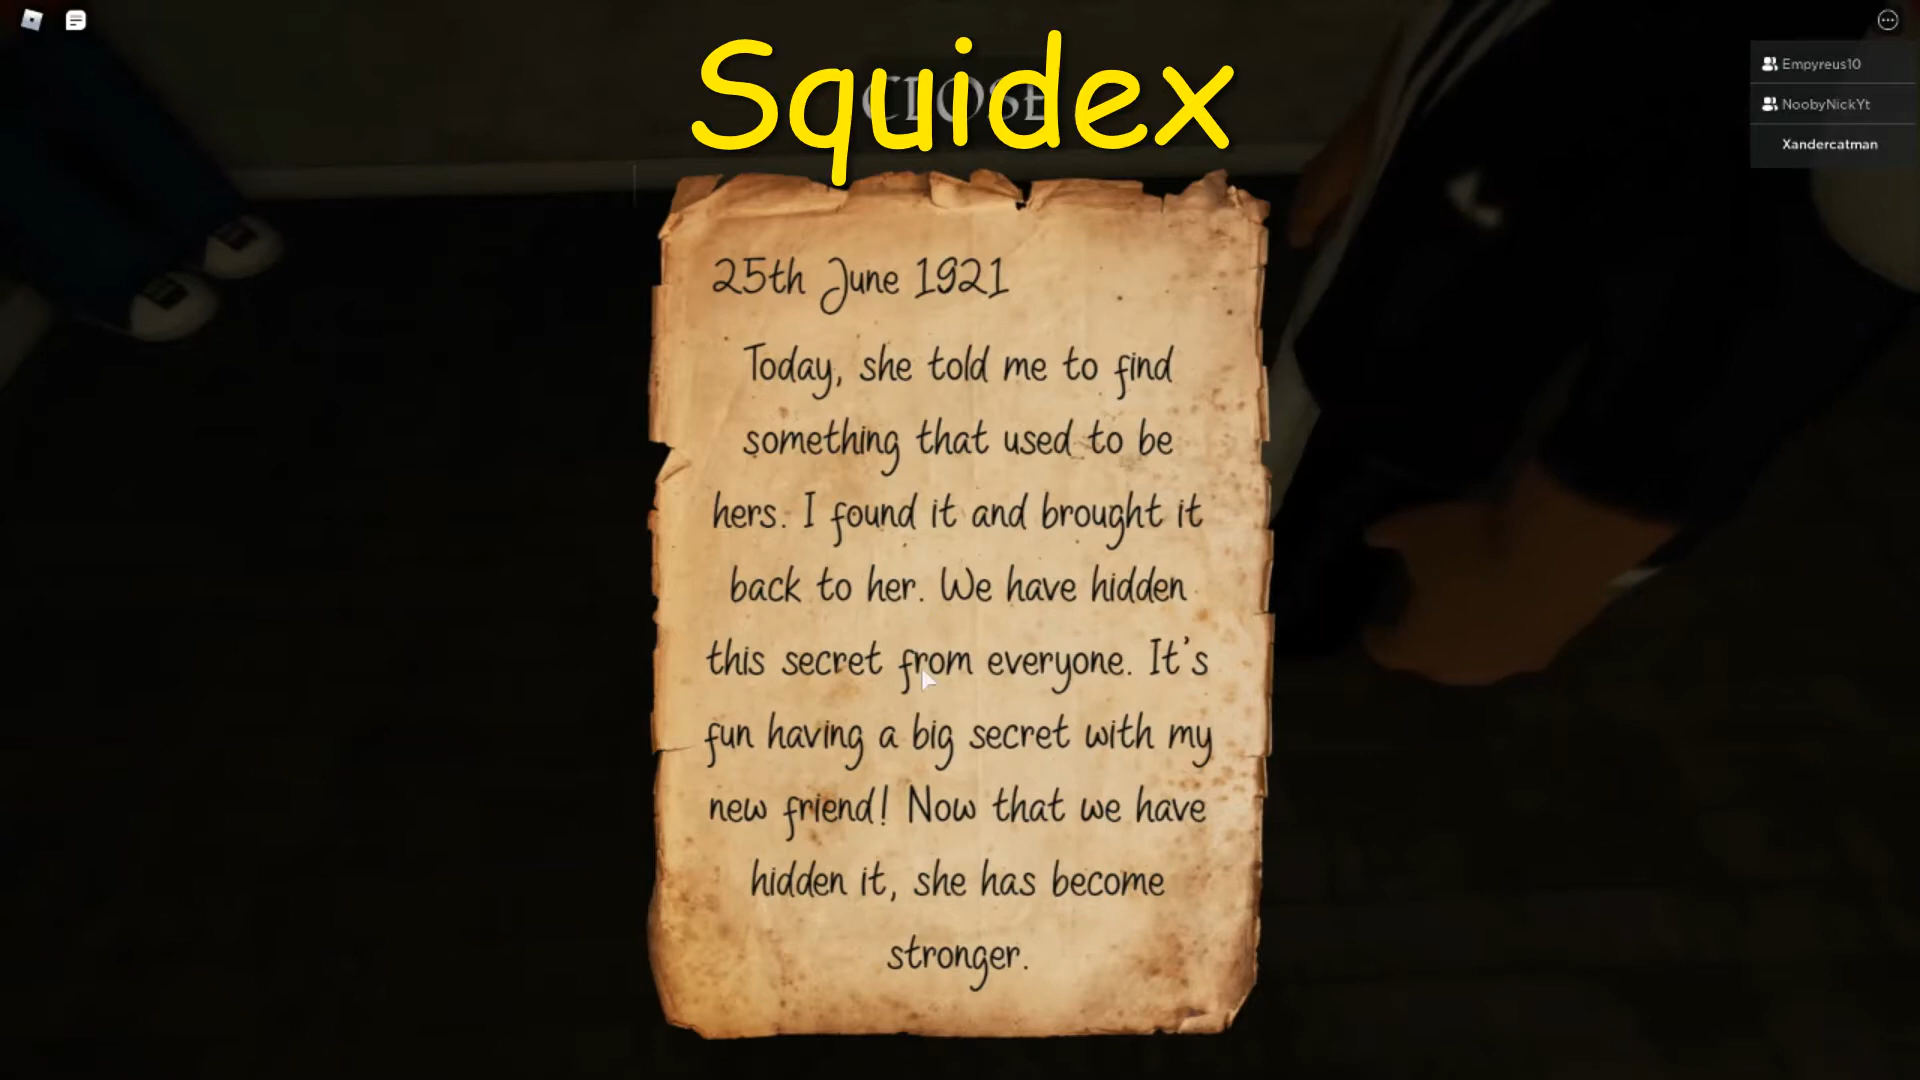 Squidex
CLOSE
Empyreus10
NoobyNickYt
Xandercatman
25th June 1921
Today, she told me to find
something that used to be
hers. I found it and brought it
back to her. We have hidden
this secret from everyone. It's
fun having a big secret with my
new friend! Now that we have
hidden it, she has become
stronger.